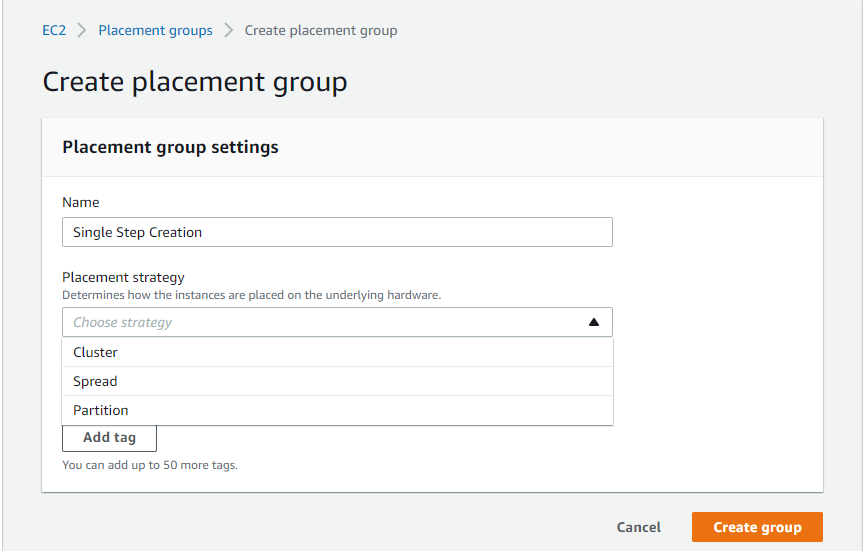 EC2 > Placement groups > Create placement group
Create placement group
Placement group settings
Name
Single Step Creation
Placement strategy
Determines how the instances are placed on the underlying hardware.
Choose strategy
Cluster
Spread
Partition
Add tag
You can add up to 50 more tags.
Cancel Create group